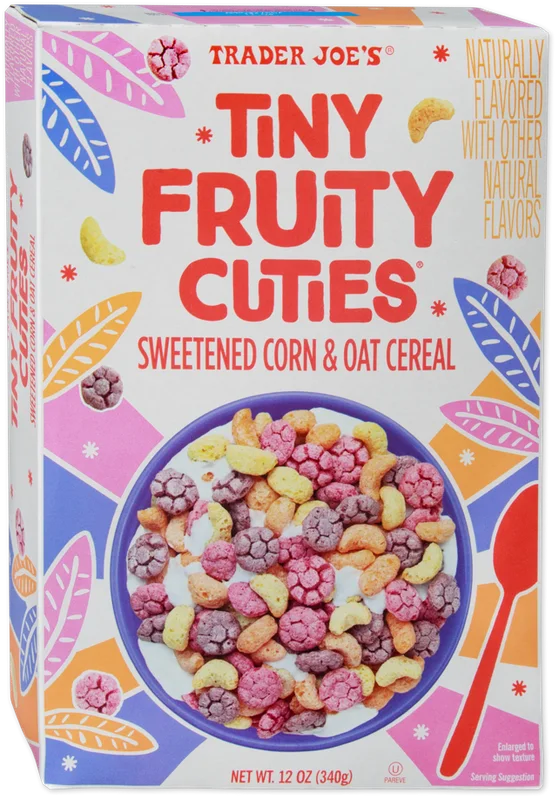 TRADER JOE'S®
NATURALLY
FLAVORED
WITH OTHER
NATURAL
FLAVORS
TiNY
FRUiTY
CUTiES®
SWEETENED CORN & OAT CEREAL
TINY FRUITY
CUTIES
SWEETENED CORN & OAT CEREAL
NET WT. 12 OZ (340g)
U
PAREVE
Enlarged to
show texture
Serving Suggestion